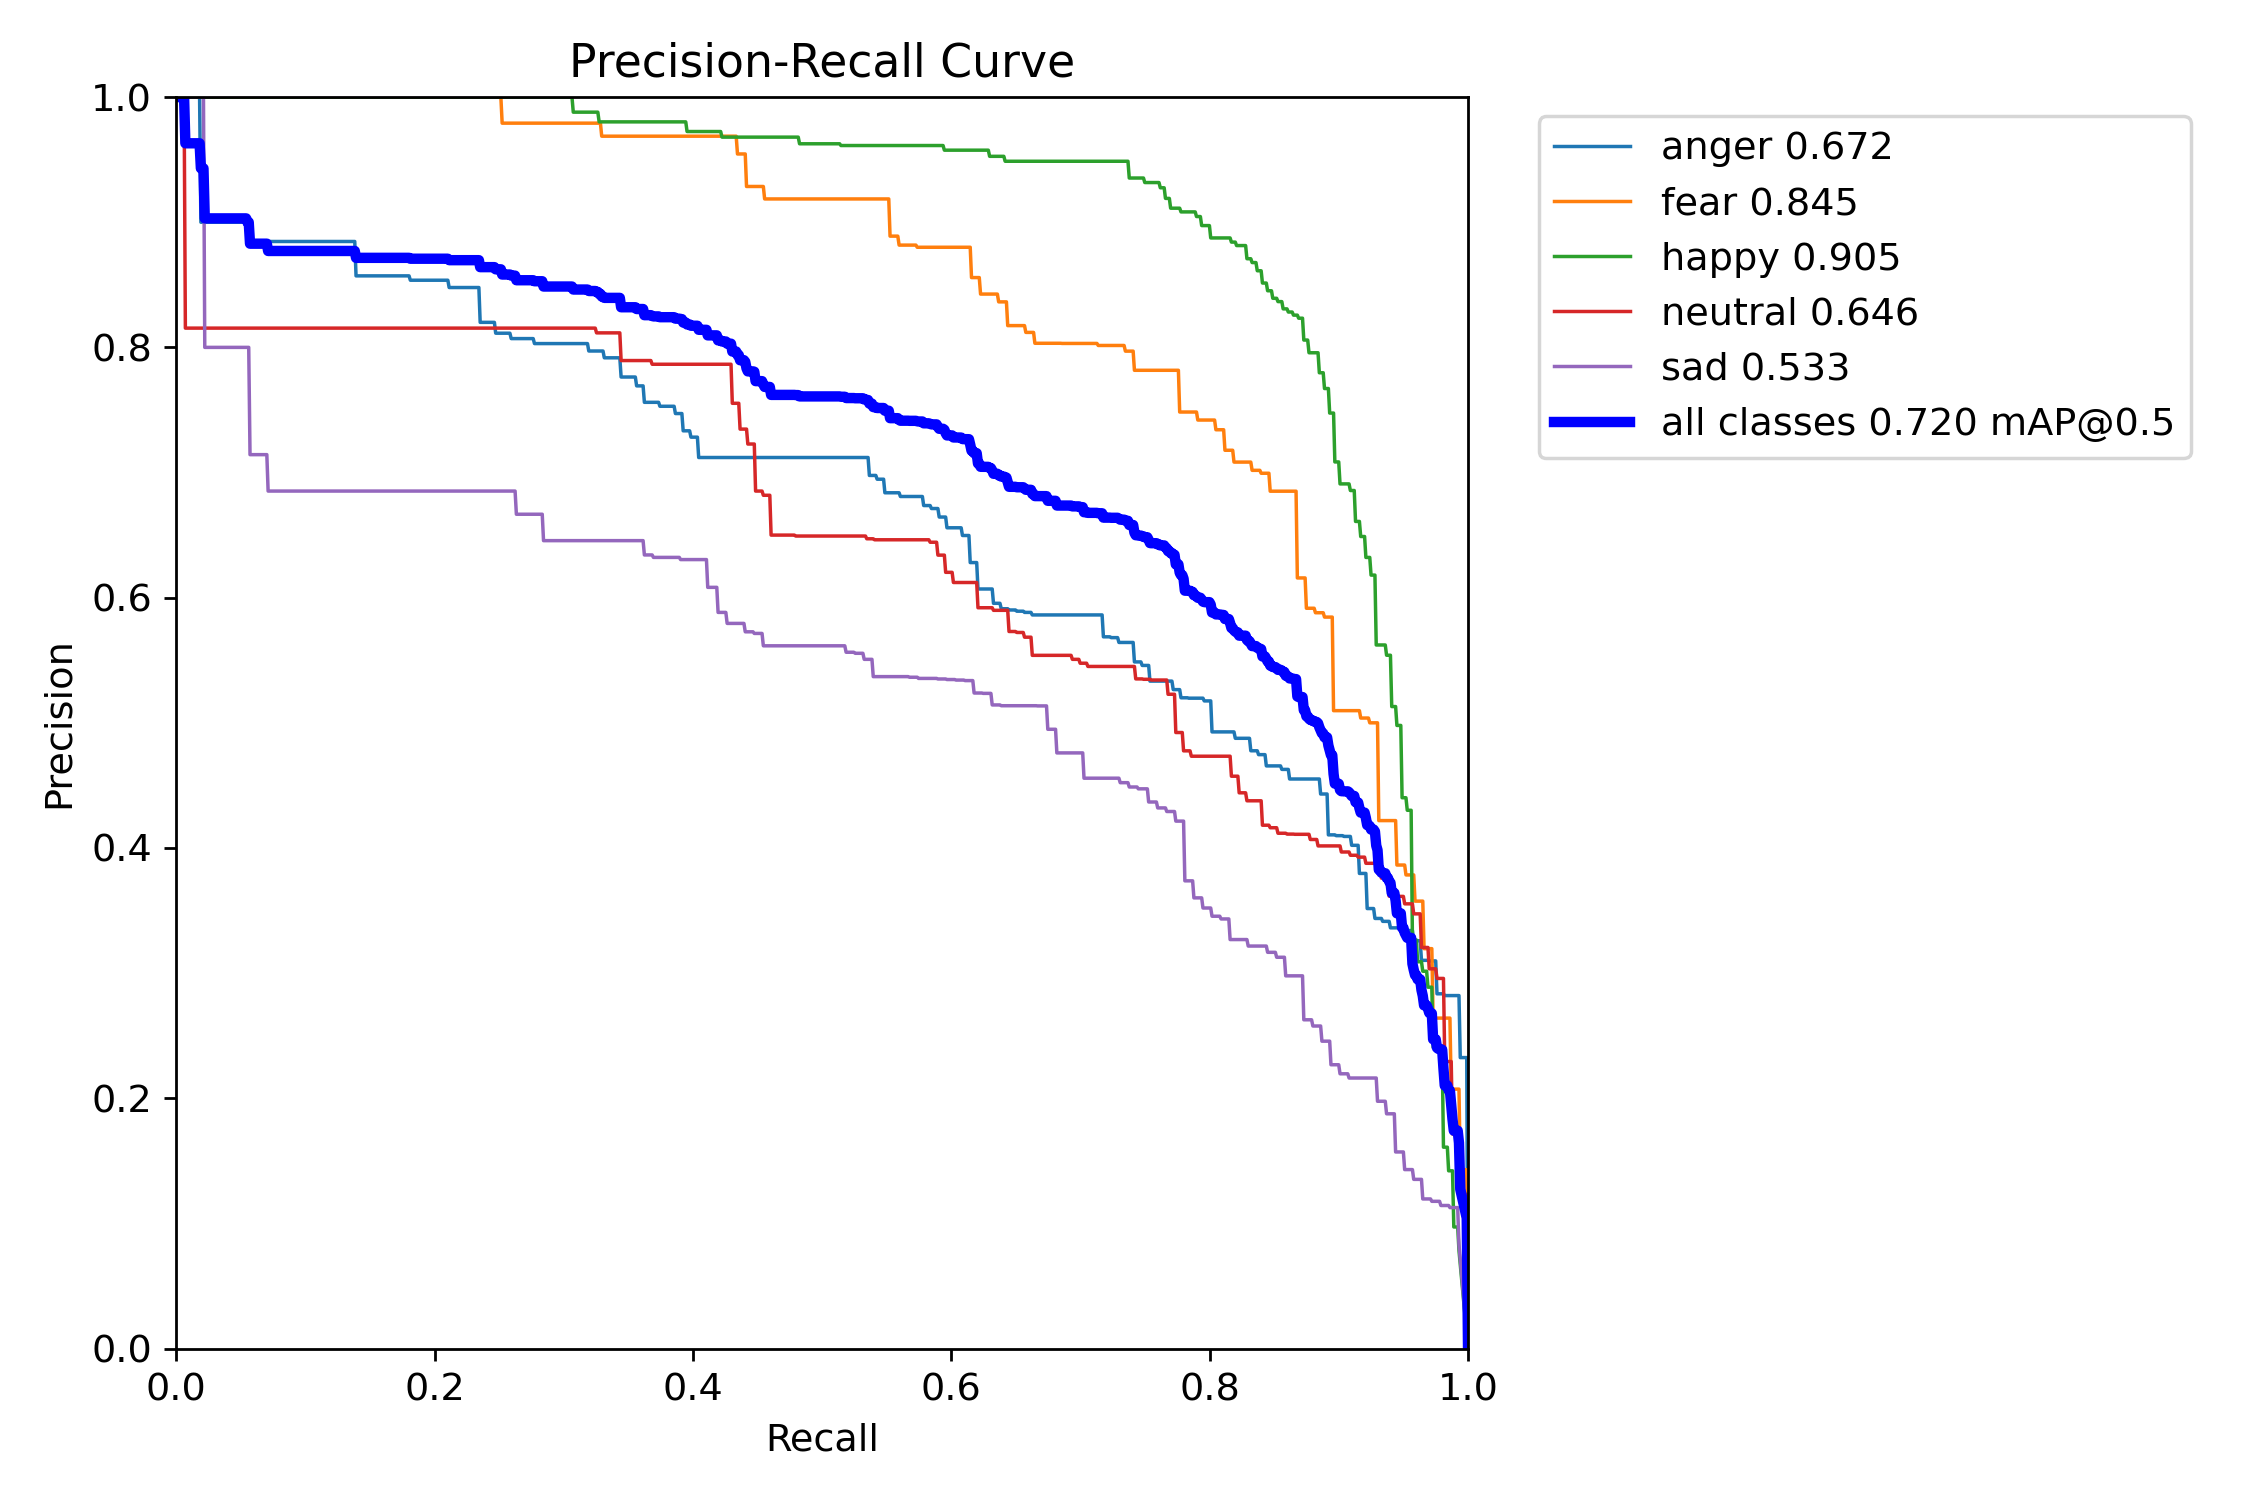 Precision-Recall Curve
1.0
0.8
0.6
0.4
0.2
0.0
Precision
0.0 0.2 0.4 0.6 0.8 1.0
Recall
anger 0.672
fear 0.845
happy 0.905
neutral 0.646
sad 0.533
all classes 0.720 mAP@0.5